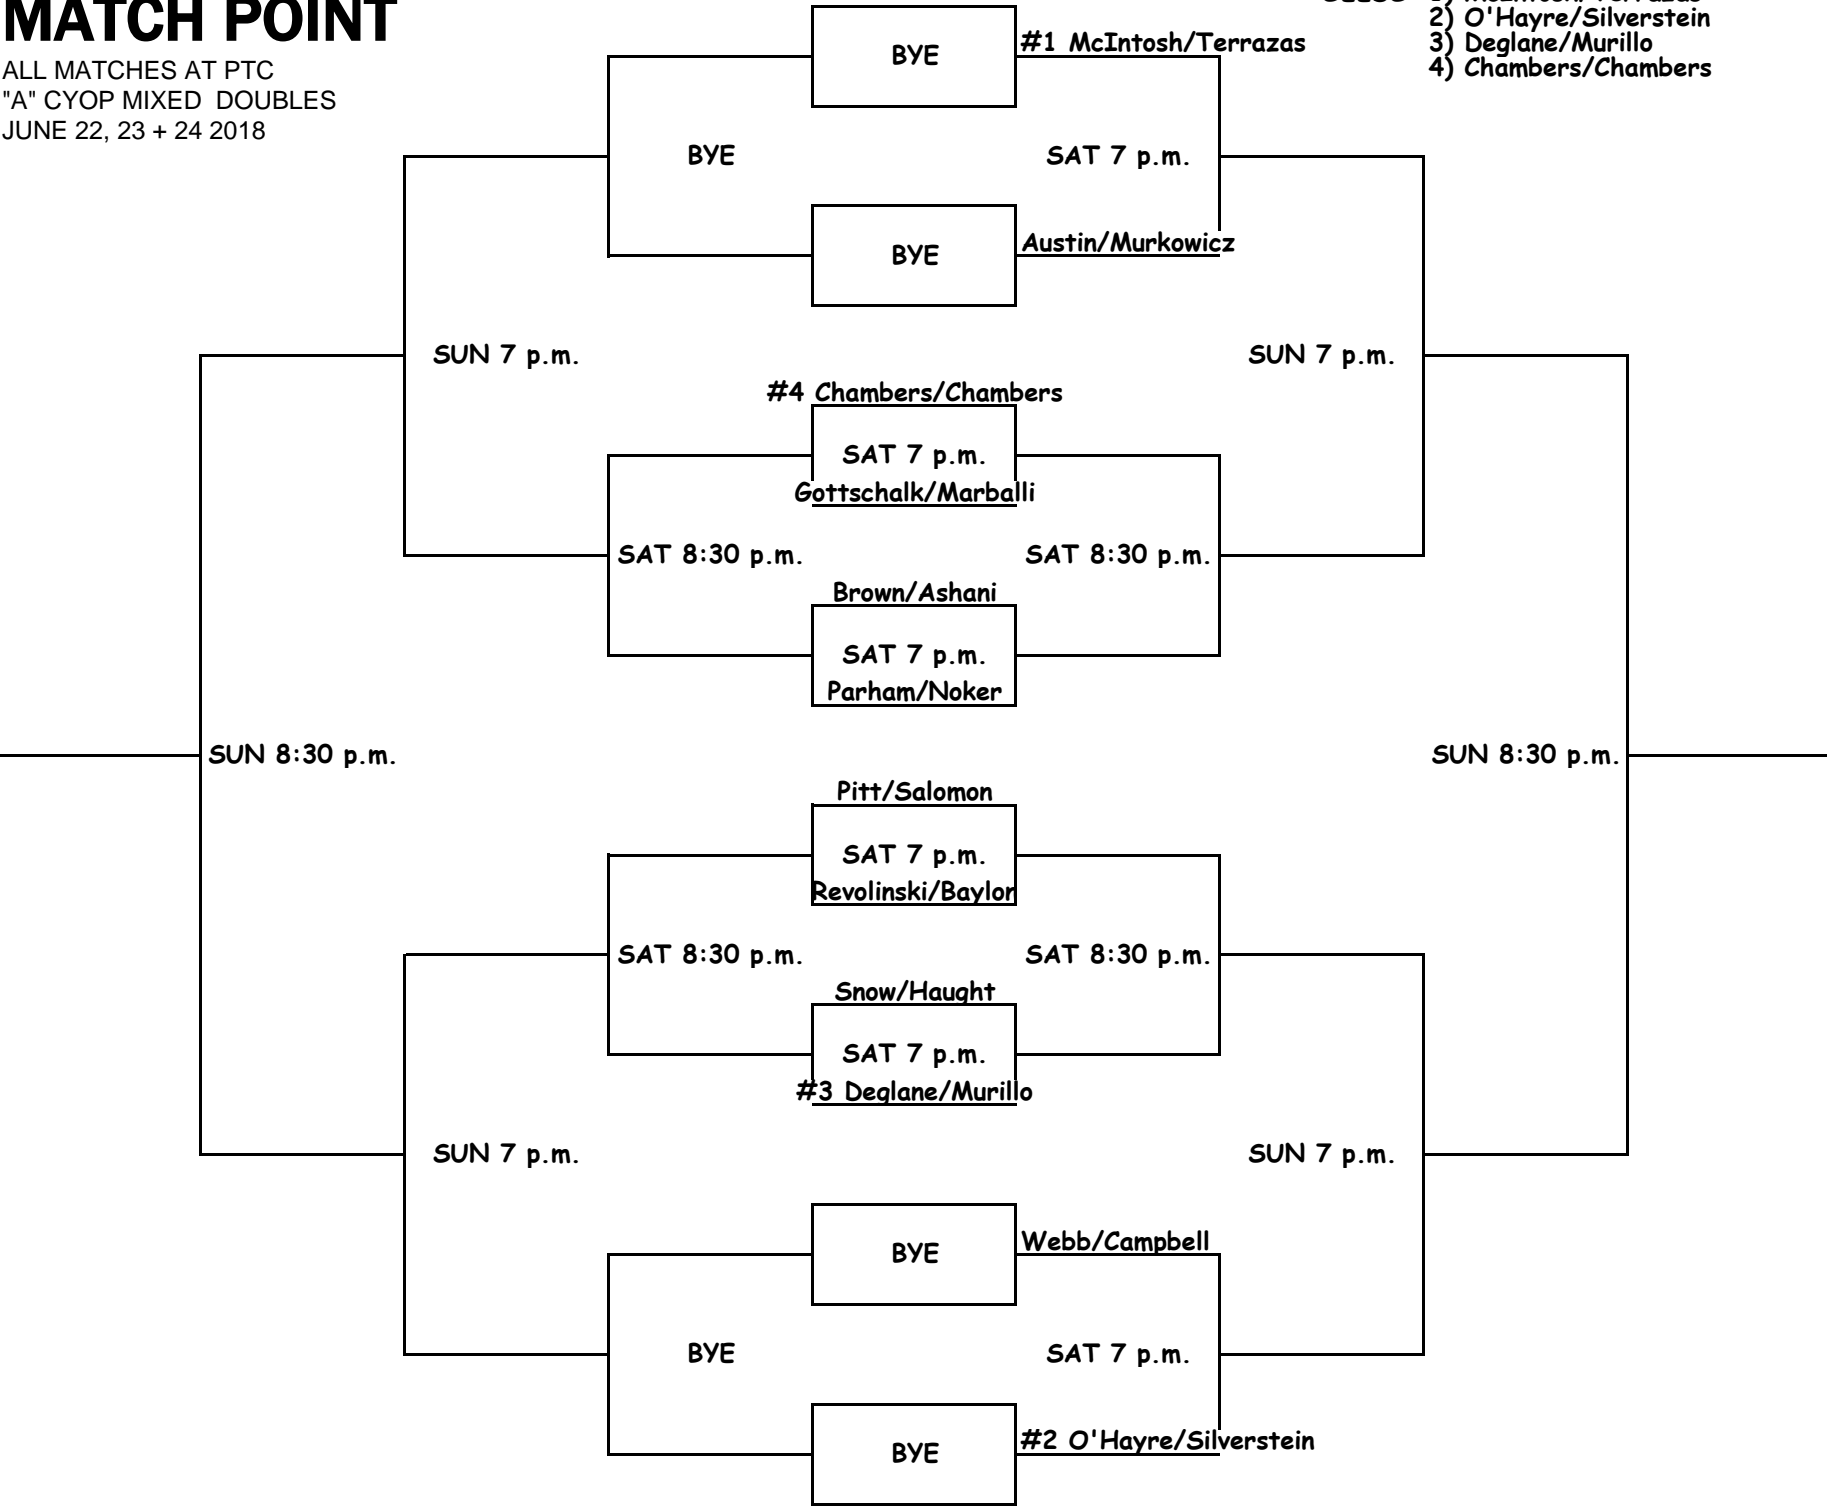 MATCH POINT
ALL MATCHES AT PTC
"A" CYOP MIXED DOUBLES
JUNE 22, 23 + 24 2018
1) McIntosh/Terrazas
2) O'Hayre/Silverstein
3) Deglane/Murillo
4) Chambers/Chambers
BYE
#1 McIntosh/Terrazas
BYE
SAT 7 p.m.
BYE
Austin/Murkowicz
SUN 7 p.m.
SUN 7 p.m.
#4 Chambers/Chambers
SAT 7 p.m.
Gottschalk/Marballi
SAT 8:30 p.m.
SAT 8:30 p.m.
Brown/Ashani
SAT 7 p.m.
Parham/Noker
SUN 8:30 p.m.
SUN 8:30 p.m.
Pitt/Salomon
SAT 7 p.m.
Revolinski/Baylor
SAT 8:30 p.m.
SAT 8:30 p.m.
Snow/Haught
SAT 7 p.m.
#3 Deglane/Murillo
SUN 7 p.m.
SUN 7 p.m.
BYE
Webb/Campbell
BYE
SAT 7 p.m.
BYE
#2 O'Hayre/Silverstein